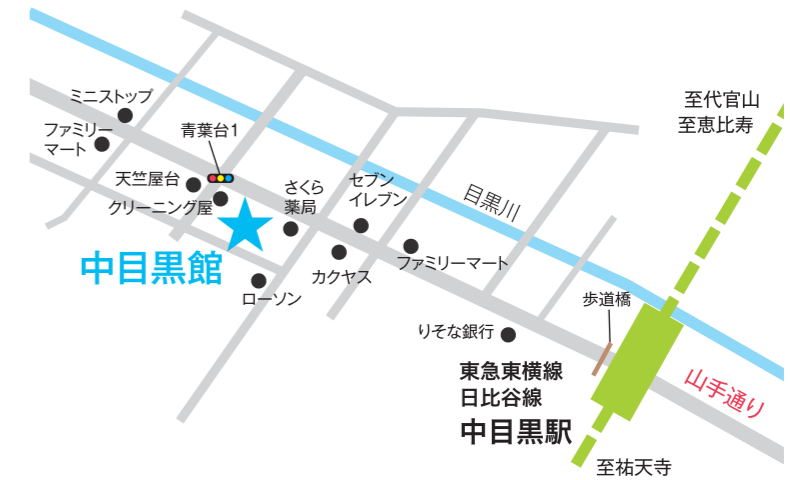 ミニストップ
ファミリー
マート
青葉台1
天竺屋台
クリーニング屋
さくら
薬局
セブン
イレブン
中目黒館
ローソン
カクヤス
ファミリーマート
目黒川
至代官山
至恵比寿
歩道橋
りそな銀行
東急東横線
日比谷線
中目黒駅
山手通り
至祐天寺